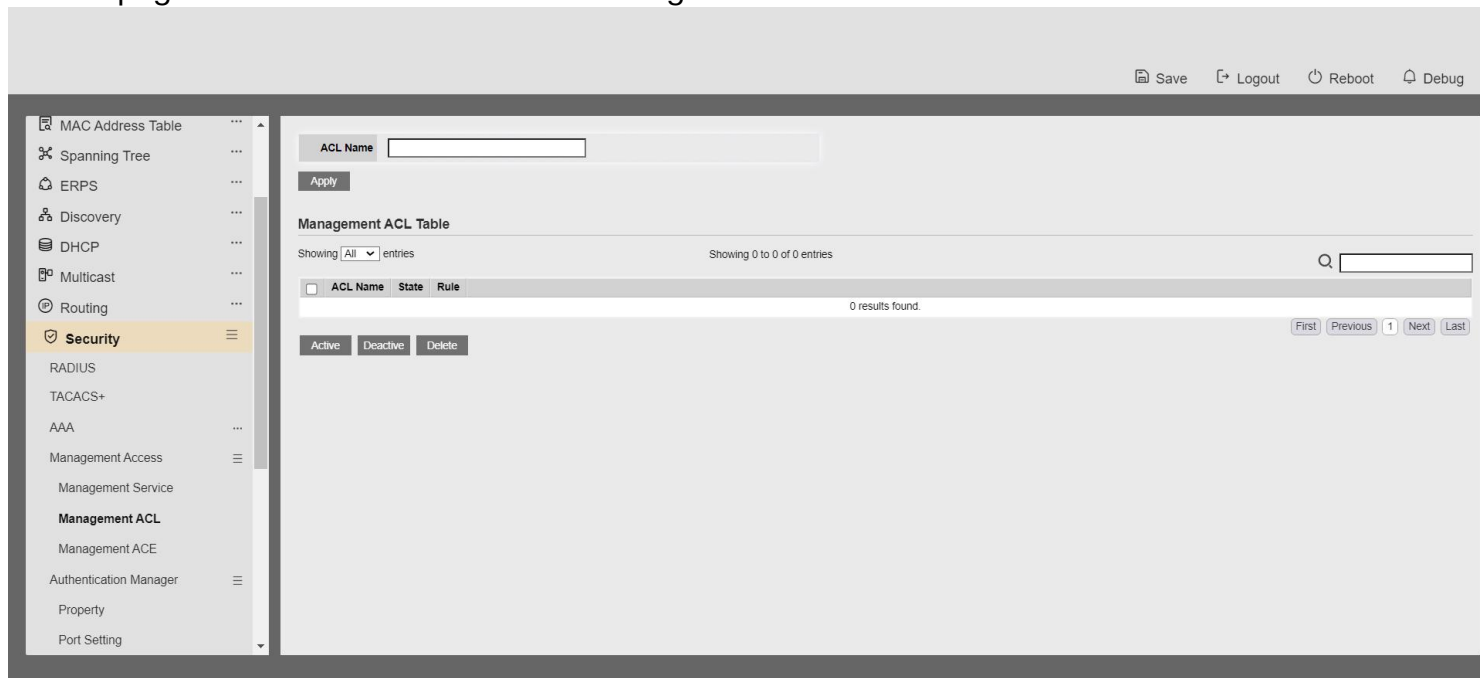 Save Logout Reboot Debug
MAC Address Table ...
Spanning Tree ...
ERPS ...
Discovery ...
DHCP ...
Multicast ...
Routing ...
Security
RADIUS
TACACS+
AAA ...
Management Access
Management Service
Management ACL
Management ACE
Authentication Manager
Property
Port Setting
ACL Name
Apply
Management ACL Table
Showing All entries Showing 0 to 0 of 0 entries
ACL Name State Rule
0 results found.
First Previous 1 Next Last
Active Deactive Delete